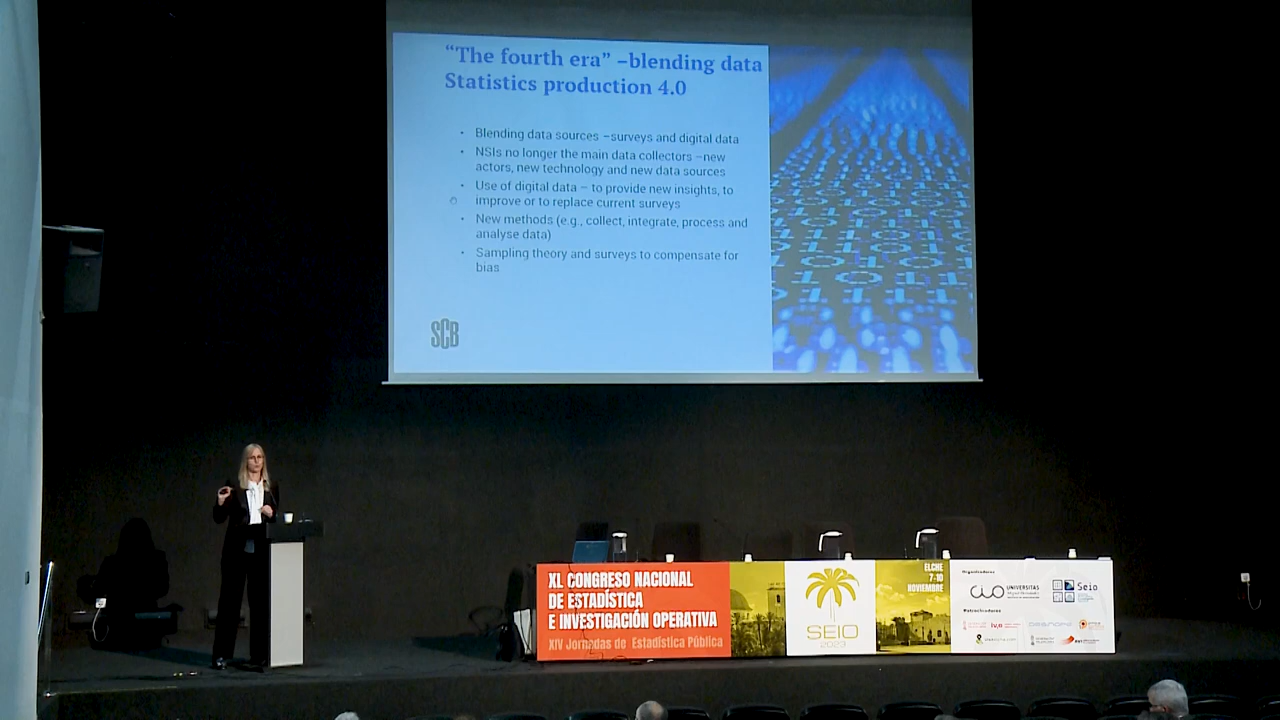 “The fourth era” –blending data
Statistics production 4.0
• Blending data sources –surveys and digital data
• NSIs no longer the main data collectors –new
actors, new technology and new data sources
• Use of digital data – to provide new insights, to
improve or to replace current surveys
• New methods (e.g., collect, integrate, process and
analyse data)
• Sampling theory and surveys to compensate for
bias
SCB
XL CONGRESO NACIONAL
DE ESTADÍSTICA
E INVESTIGACIÓN OPERATIVA
XIV Jornadas de Estadística Pública
SEIO
2023
ELCHE
7-10
NOVIEMBRE
Organizadores
CIO
UNIVERSITAS
Miguel Hernández
Seio
Patrocinadores